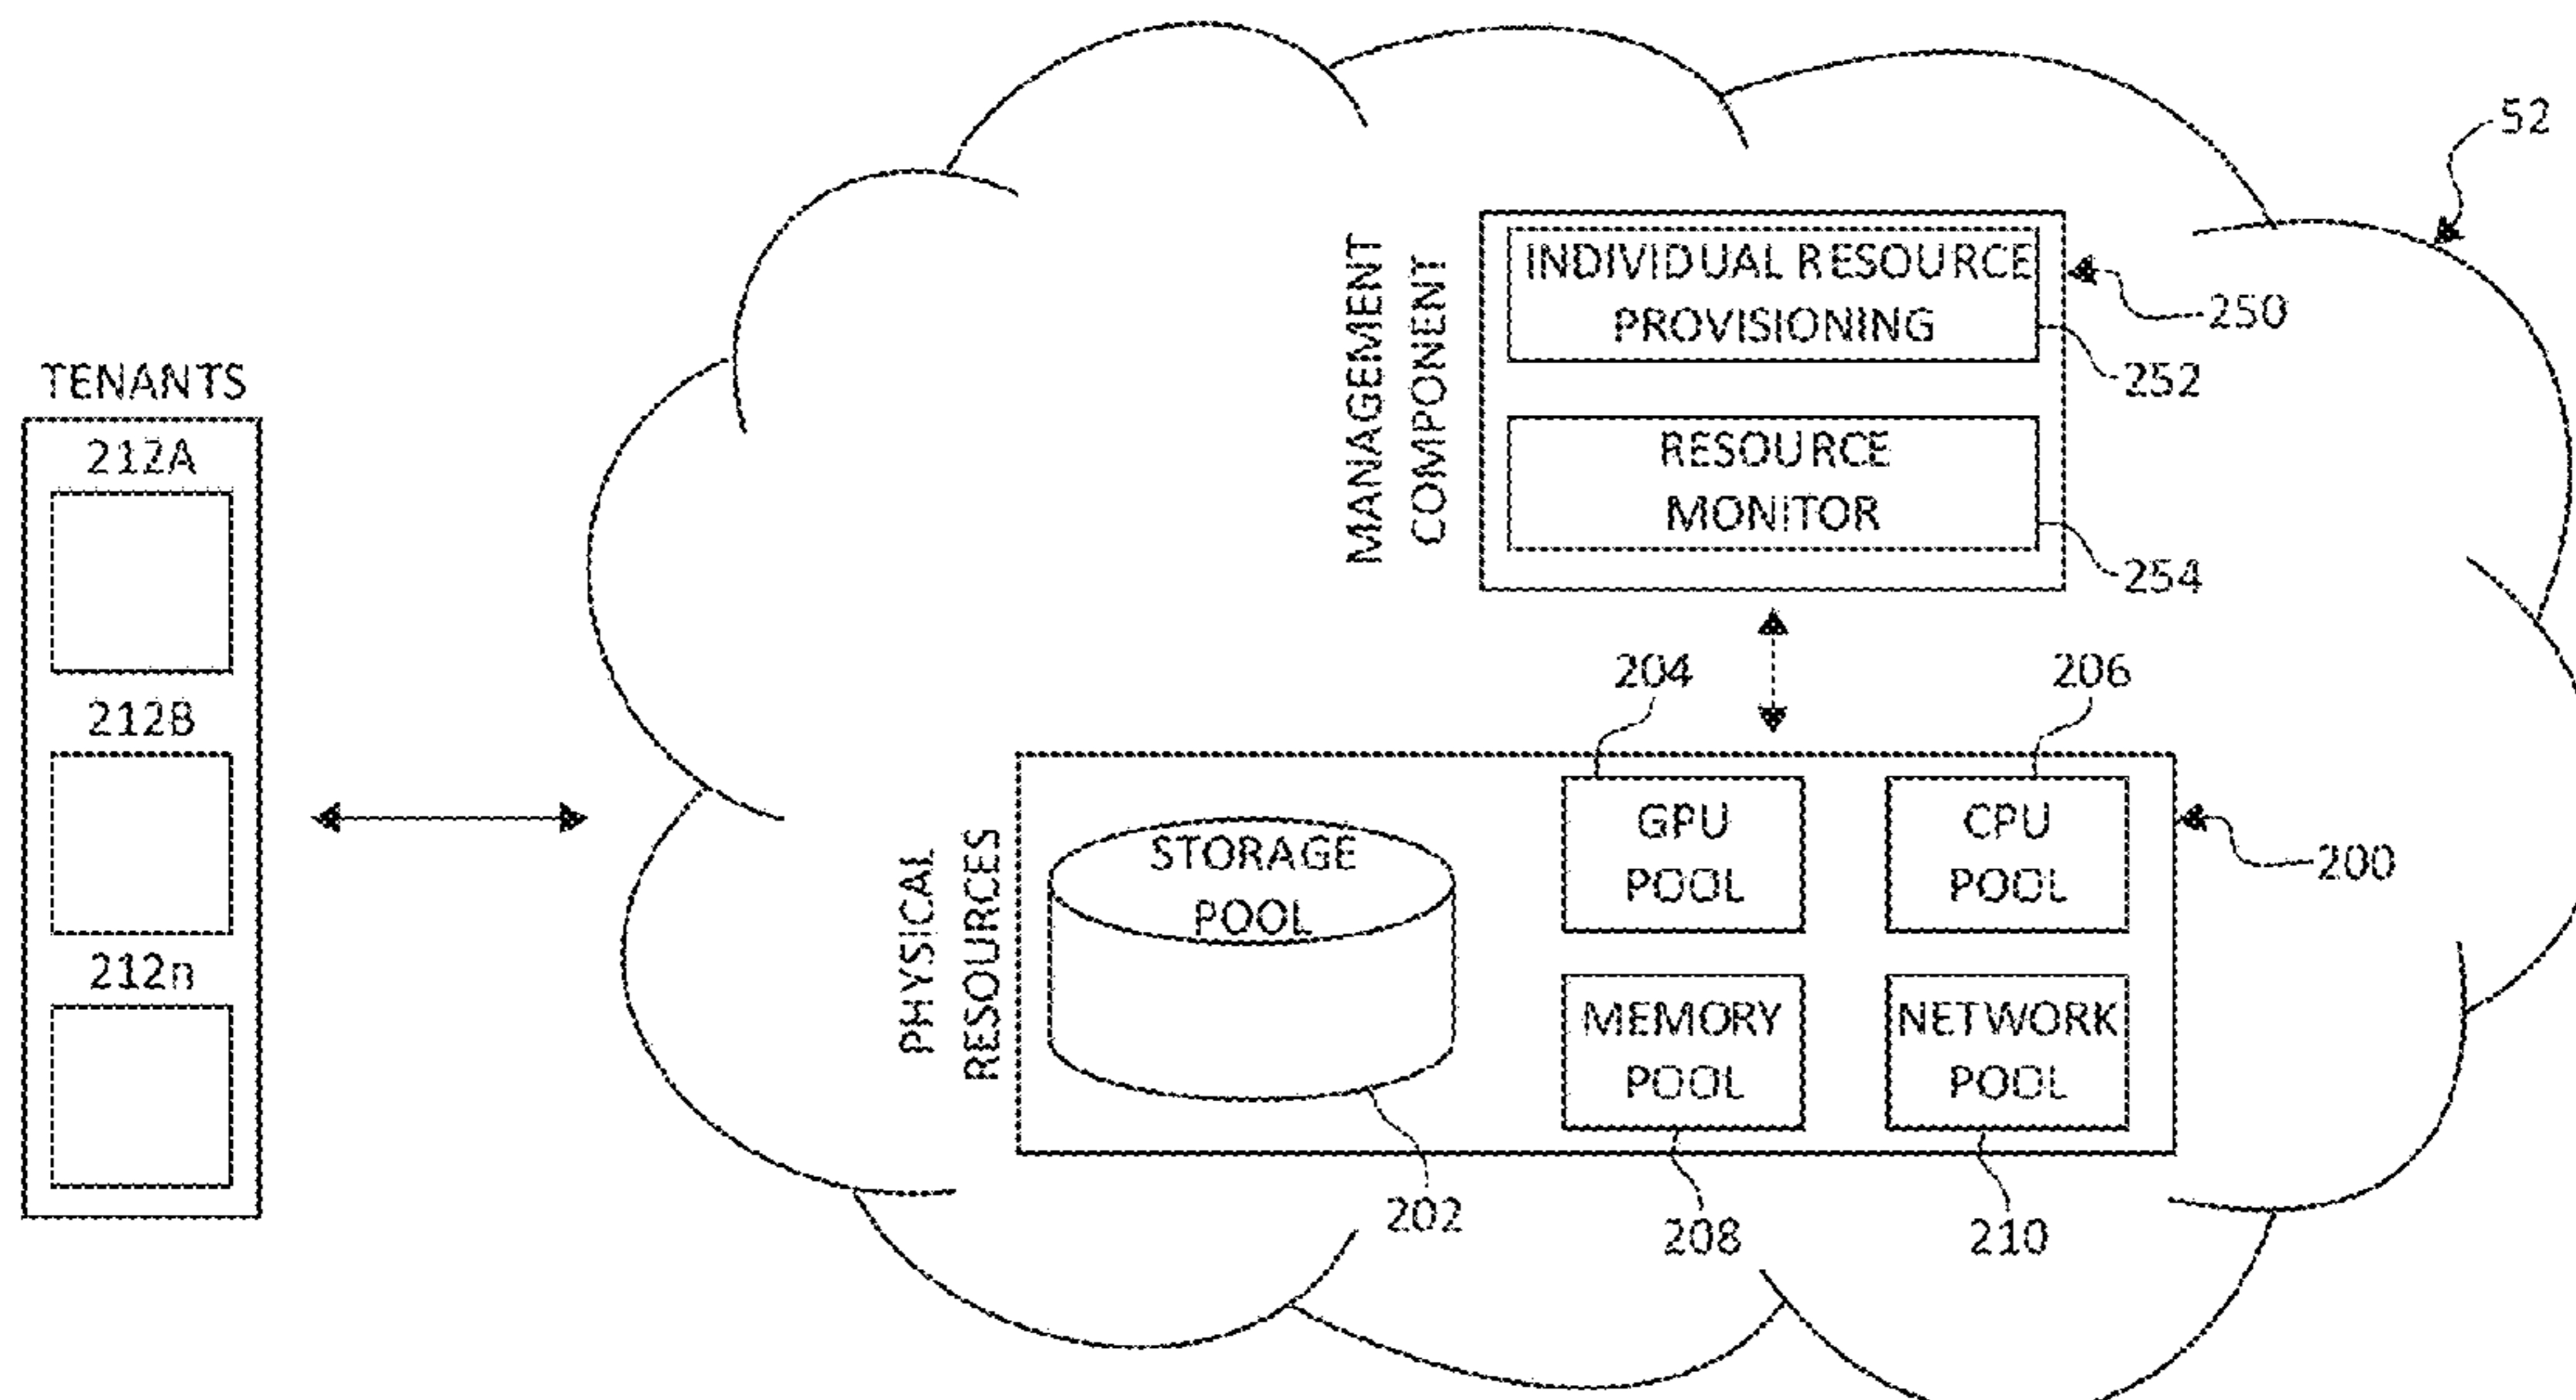 52
MANAGEMENT
COMPONENT
INDIVIDUAL RESOURCE
PROVISIONING
250
252
RESOURCE
MONITOR
254
TENANTS
212A
212B
212n
204
206
PHYSICAL
RESOURCES
STORAGE
POOL
GPU
POOL
CPU
POOL
200
MEMORY
POOL
NETWORK
POOL
202
208
210